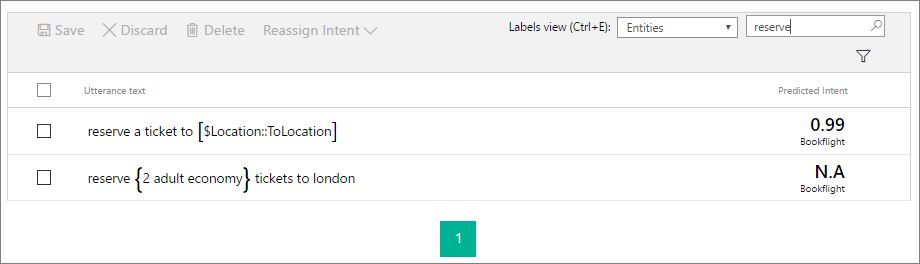 Save Discard Delete Reassign Intent Labels view (Ctrl+E): Entities reserve
Utterance text Predicted Intent
reserve a ticket to [$Location::ToLocation] 0.99
Bookflight
reserve {2 adult economy} tickets to london N.A
Bookflight
1